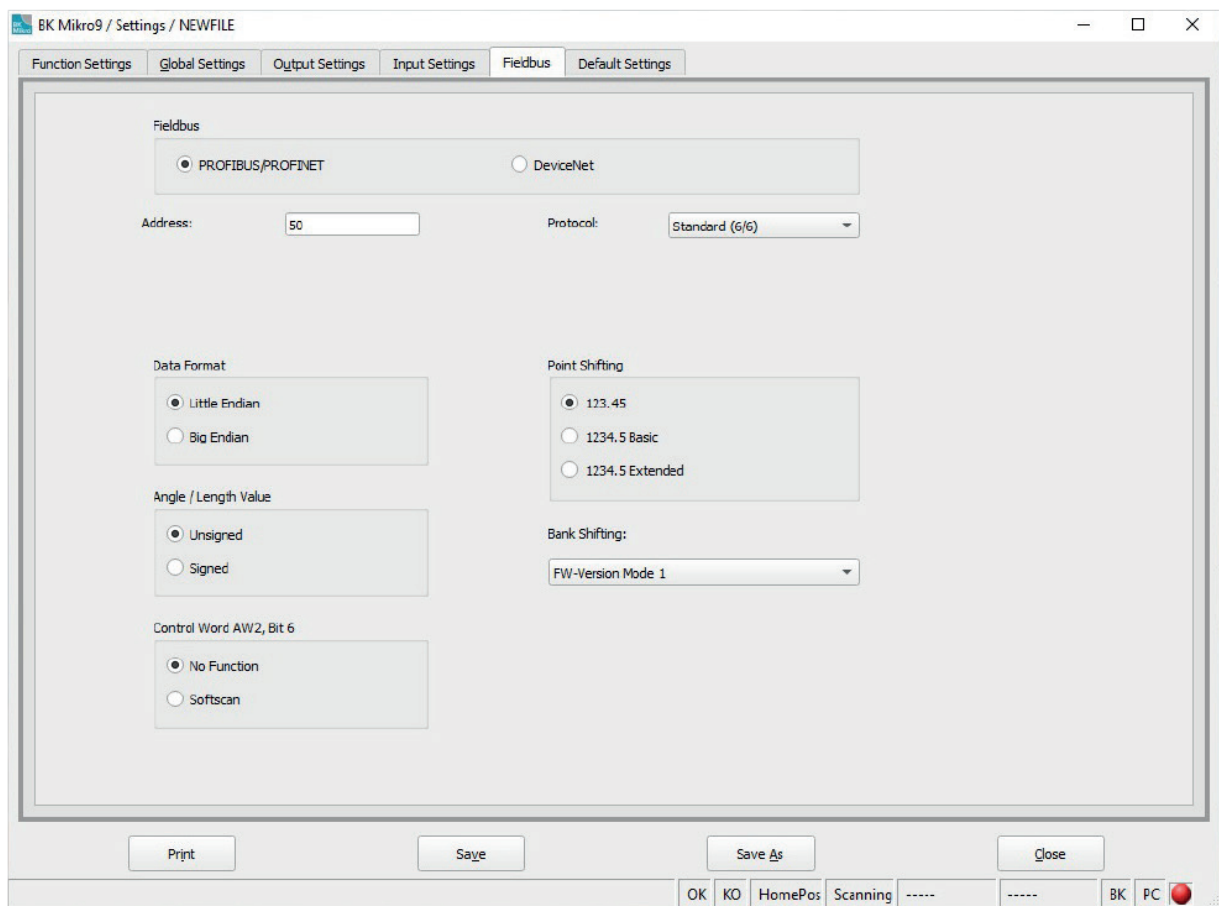 BK Mikro9 / Settings / NEWFILE
Function Settings
Global Settings
Output Settings
Input Settings
Fieldbus
Default Settings
Fieldbus
PROFIBUS/PROFINET
DeviceNet
Address:
50
Protocol:
Standard (6/6)
Data Format
Little Endian
Big Endian
Point Shifting
123.45
1234.5 Basic
1234.5 Extended
Angle / Length Value
Unsigned
Signed
Bank Shifting:
FW-Version Mode 1
Control Word AW2, Bit 6
No Function
Softscan
Print
Save
Save As
Close
OK
KO
HomePos
Scanning
-----
-----
BK
PC